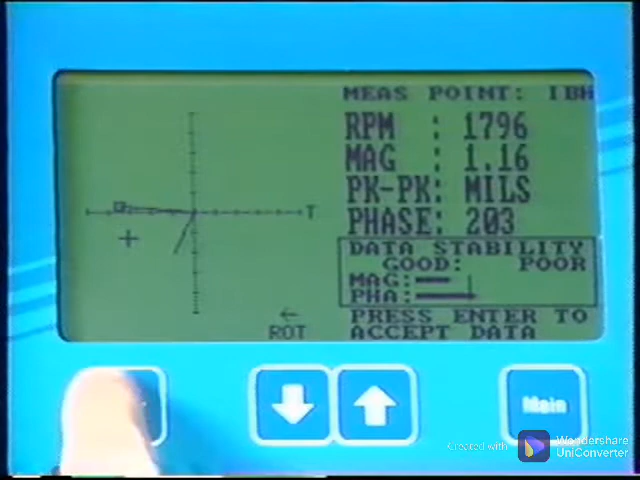 MEAS POINT: IBH
RPM : 1796
MAG : 1.16
PK-PK: MILS
PHASE: 203
DATA STABILITY
GOOD: POOR
MAG:
PHA:
PRESS ENTER TO
ACCEPT DATA
T
←
ROT
Main
Created with
Wondershare
UniConverter